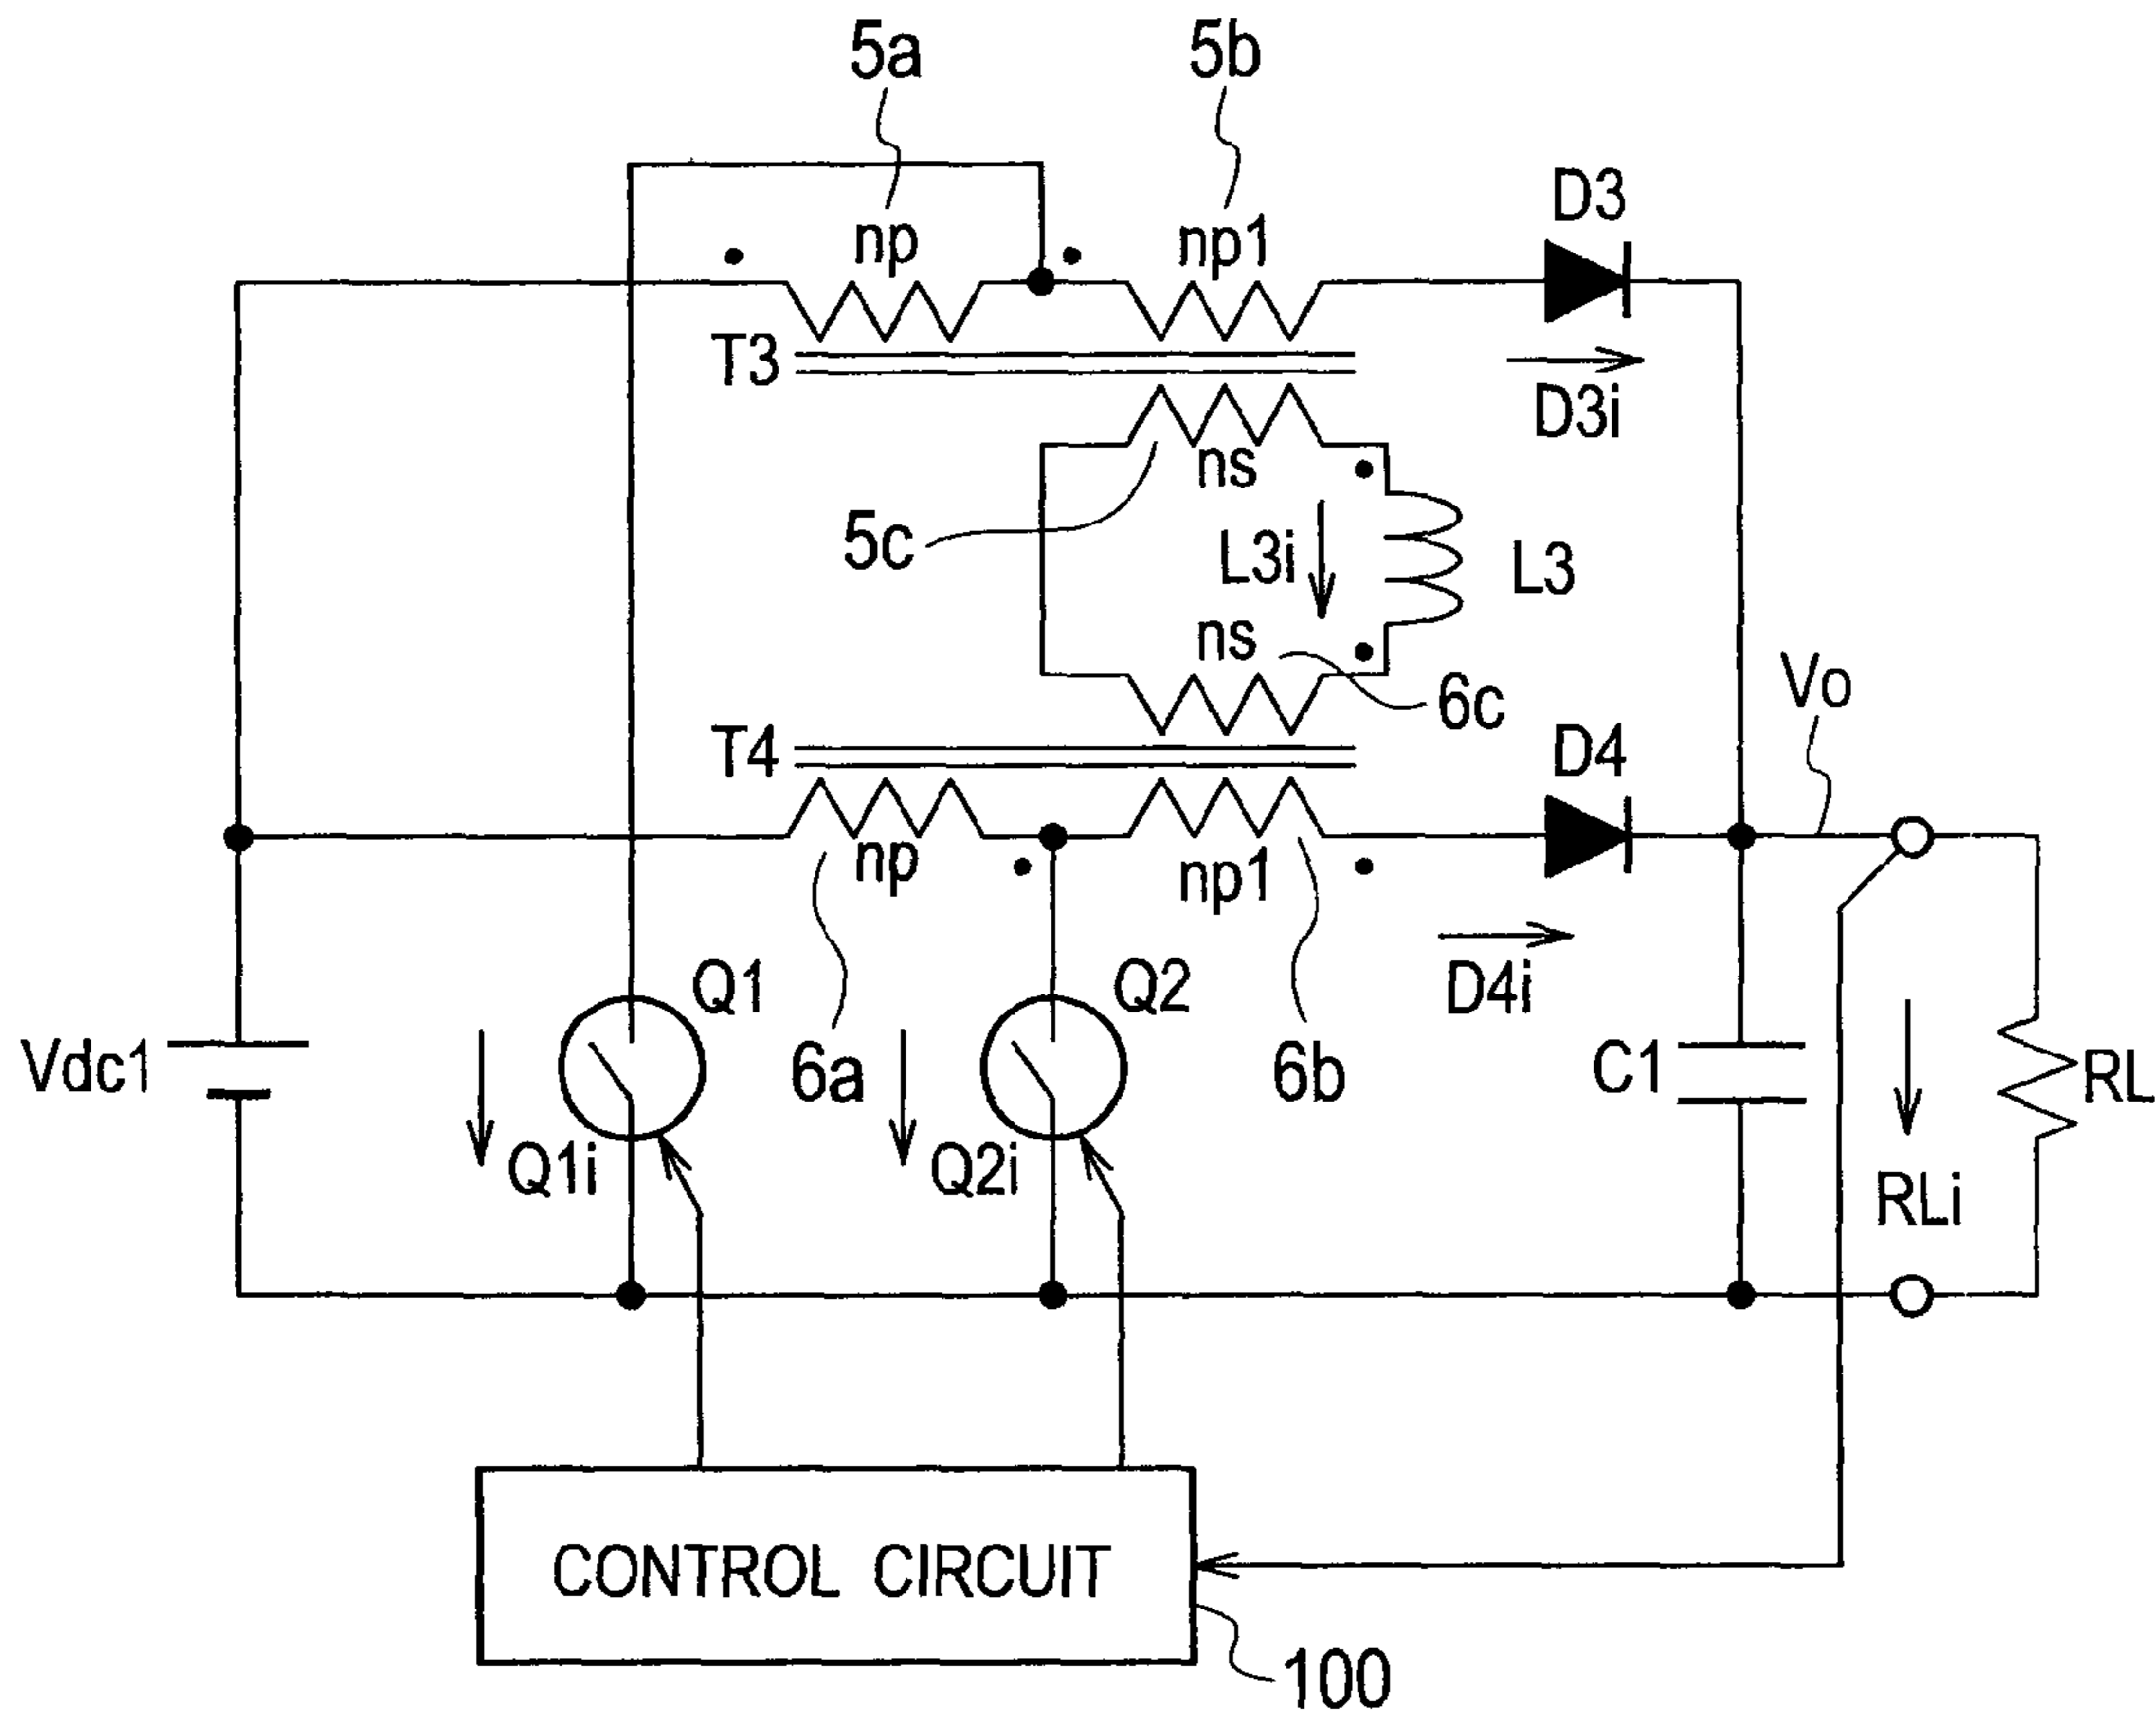 5a
5b
D3
np
np1
T3
D3i
ns
5c
L3i
L3
ns
6c
Vo
T4
D4
np
np1
Q1
Q2
D4i
Vdc1
6a
6b
C1
RL
Q1i
Q2i
RLi
CONTROL CIRCUIT
100